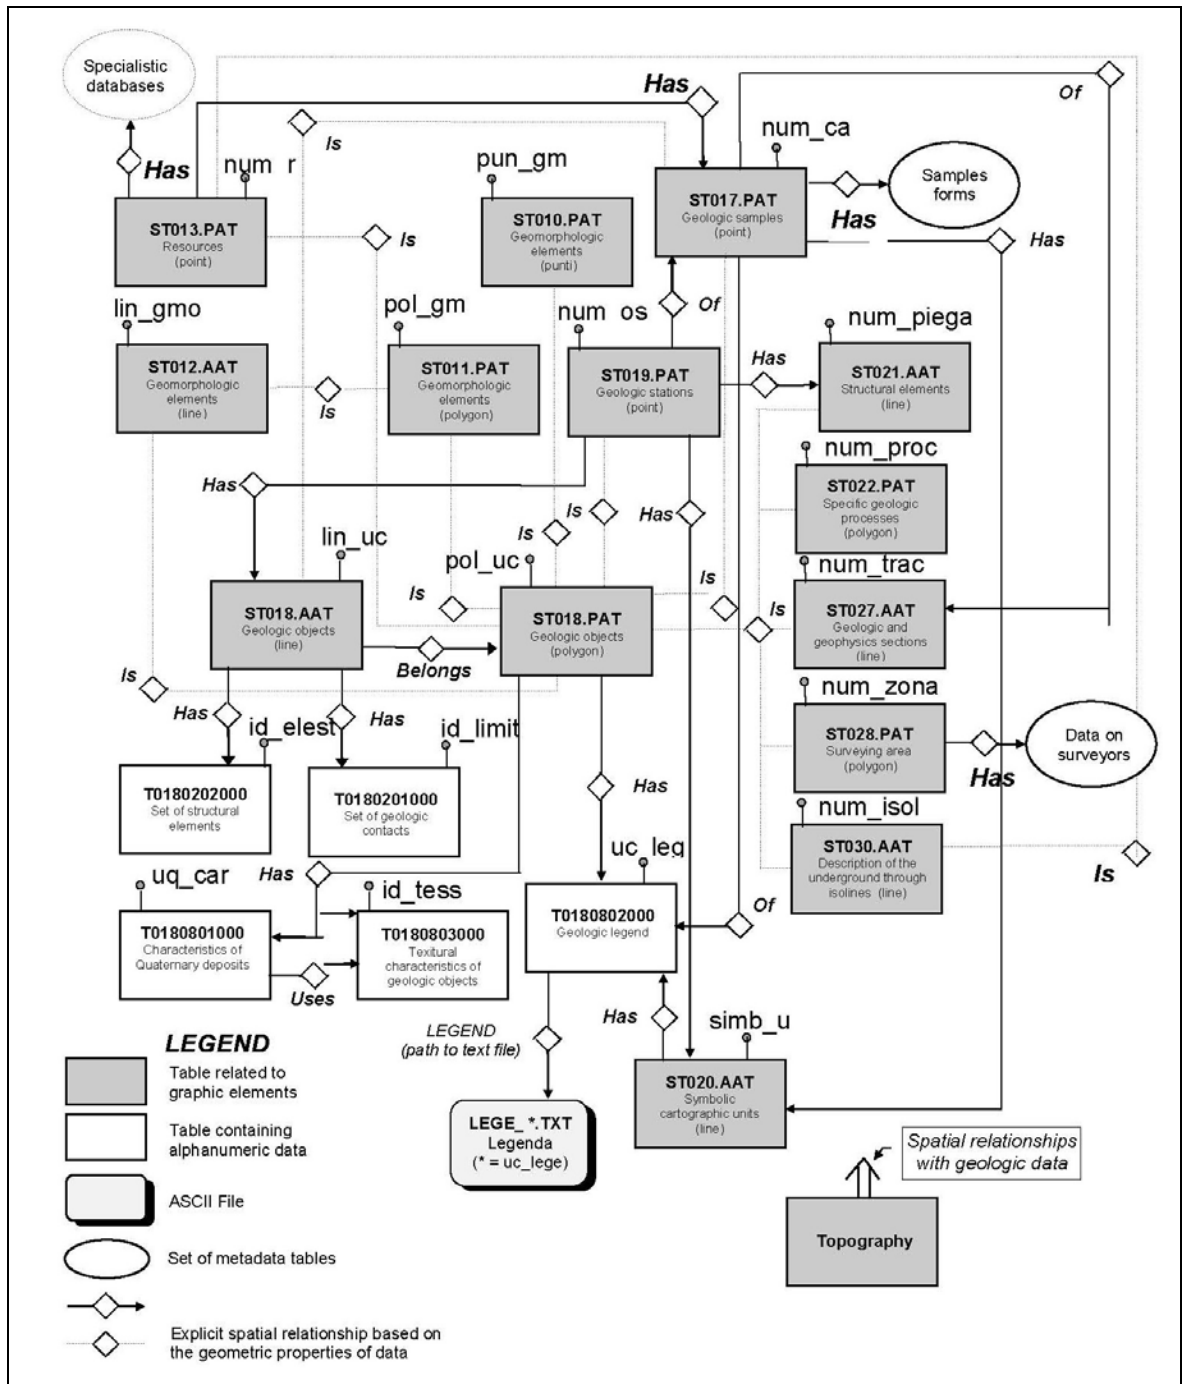 Specialistic
databases
Has
Of
Is
num_ca
Has
num_r
pun_gm
Samples
forms
ST013.PAT
Resources
(point)
Is
ST010.PAT
Geomorphologic
elements
(punti)
ST017.PAT
Geologic samples
(point)
Has
Has
lin_gmo
pol_gm
num_os
Of
num_piega
ST012.AAT
Geomorphologic
elements
(line)
Is
ST011.PAT
Geomorphologic
elements
(polygon)
ST019.PAT
Geologic stations
(point)
Has
ST021.AAT
Structural elements
(line)
num_proc
Has
Is
Is
Has
ST022.PAT
Specific geologic
processes
(polygon)
lin_uc
pol_uc
num_trac
Is
Is
Is
ST018.AAT
Geologic objects
(line)
Belongs
ST018.PAT
Geologic objects
(polygon)
ST027.AAT
Geologic and
geophysics sections
(line)
Is
num_zona
Has
Has
id_elest
id_limit
ST028.PAT
Surveying area
(polygon)
Has
Data on
surveyors
T0180202000
Set of structural
elements
T0180201000
Set of geologic
contacts
Has
num_isol
ST030.AAT
Description of the
underground through
isolines (line)
Is
uq_car
Has
id_tess
uc_leg
T0180801000
Characteristics of
Quaternary deposits
Uses
T0180803000
Texitural
characteristics of
geologic objects
T0180802000
Geologic legend
Of
LEGEND
(path to text file)
Has
simb_u
LEGE_ *.TXT
Legenda
(* = uc_lege)
ST020.AAT
Symbolic
cartographic units
(line)
Spatial relationships
with geologic data
Topography
LEGEND
Table related to
graphic elements
Table containing
alphanumeric data
ASCII File
Set of metadata tables
Explicit spatial relationship based on
the geometric properties of data